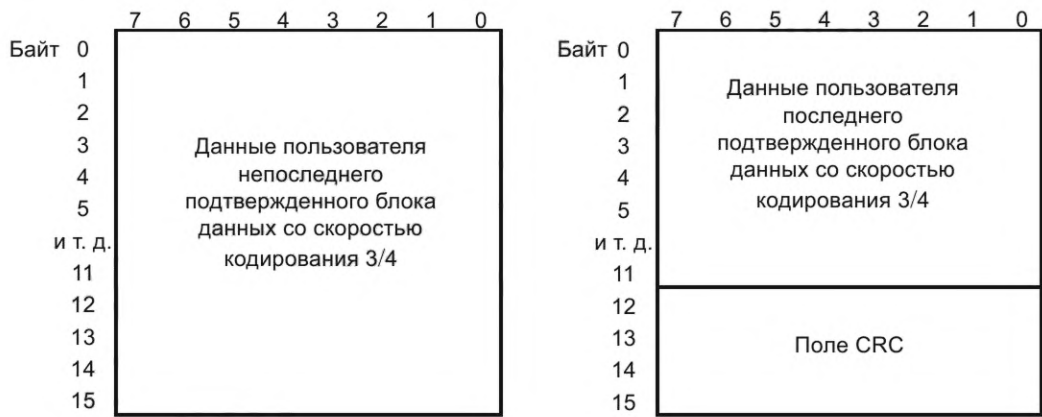 7 6 5 4 3 2 1 0
Байт 0
1
2
3
4
5
и т. д.
11
12
13
14
15
Данные пользователя
непоследнего
подтвержденного блока
данных со скоростью
кодирования 3/4
7 6 5 4 3 2 1 0
Байт 0
1
2
3
4
5
и т. д.
11
12
13
14
15
Данные пользователя
последнего
подтвержденного блока
данных со скоростью
кодирования 3/4
Поле CRC